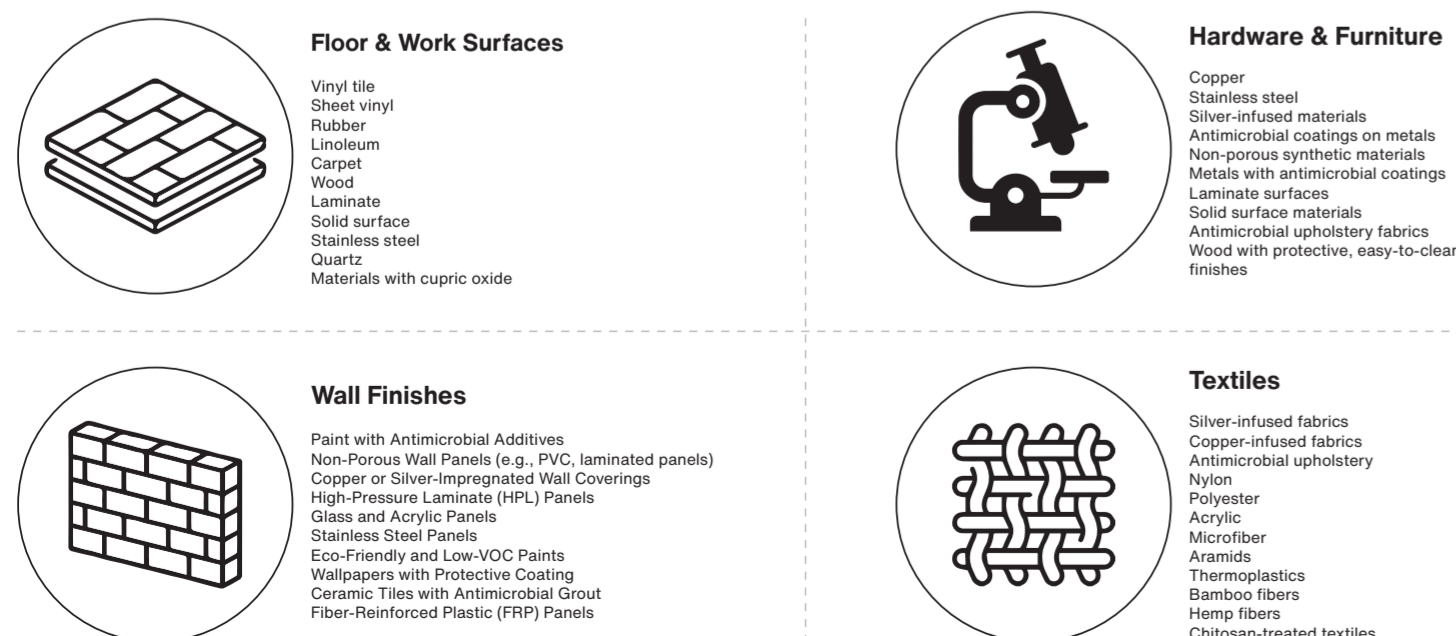 Floor & Work Surfaces
Vinyl tile
Sheet vinyl
Rubber
Linoleum
Carpet
Wood
Laminate
Solid surface
Stainless steel
Quartz
Materials with cupric oxide
Hardware & Furniture
Copper
Stainless steel
Silver-infused materials
Antimicrobial coatings on metals
Non-porous synthetic materials
Metals with antimicrobial coatings
Laminate surfaces
Solid surface materials
Antimicrobial upholstery fabrics
Wood with protective, easy-to-clean
finishes
Wall Finishes
Paint with Antimicrobial Additives
Non-Porous Wall Panels (e.g., PVC, laminated panels)
Copper or Silver-Impregnated Wall Coverings
High-Pressure Laminate (HPL) Panels
Glass and Acrylic Panels
Stainless Steel Panels
Eco-Friendly and Low-VOC Paints
Wallpapers with Protective Coating
Ceramic Tiles with Antimicrobial Grout
Fiber-Reinforced Plastic (FRP) Panels
Textiles
Silver-infused fabrics
Copper-infused fabrics
Antimicrobial upholstery
Nylon
Polyester
Acrylic
Microfiber
Aramids
Thermoplastics
Bamboo fibers
Hemp fibers
Chitosan-treated textiles